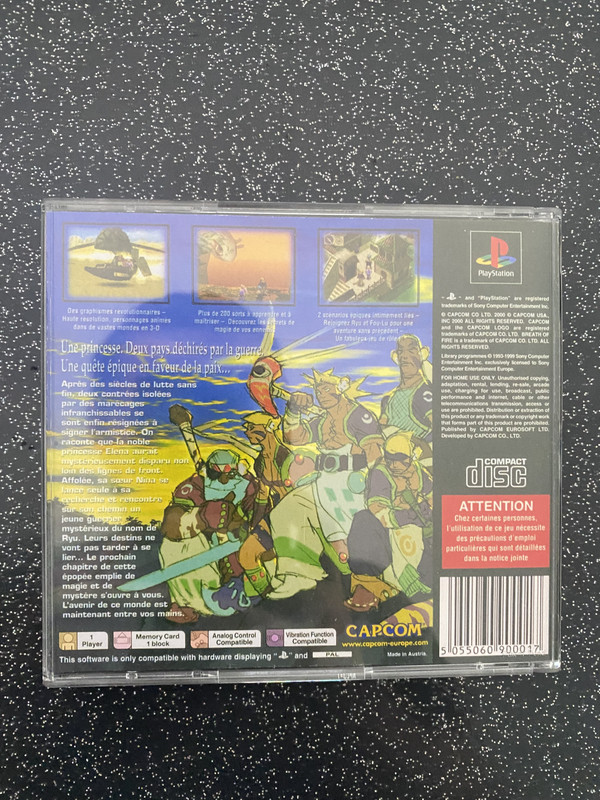 Des graphismes révolutionnaires -
Haute résolution, personnages animés
dans de vastes mondes en 3-D
Plus de 200 sorts à apprendre et à
maîtriser - Découvrez les secrets de
magie de vos ennemis
2 scénarios épiques intimement liés -
Rejoignez Ryu et Fou-Lu pour une
aventure sans précédent -
Un fabuleux jeu de rôles
Une princesse. Deux pays déchirés par la guerre.
Une quête épique en faveur de la paix...
Après des siècles de lutte sans
fin, deux contrées isolées
par des marécages
infranchissables se
sont enfin résignées à
signer l'armistice. On
raconte que la noble
princesse Elena aurait
mystérieusement disparu non
loin des lignes de front.
Affolée, sa sœur Nina se
lance seule à sa
recherche et rencontre
sur son chemin un
jeune guerrier
mystérieux du nom de
Ryu. Leurs destins ne
vont pas tarder à se
lier... Le prochain
chapitre de cette
épopée emplie de
magie et de
mystère s'ouvre à vous.
L'avenir de ce monde est
maintenant entre vos mains.
1
Player
Memory Card
1 block
Analog Control
Compatible
Vibration Function
Compatible
This software is only compatible with hardware displaying " " and PAL
CAPCOM
www.capcom-europe.com
Made in Austria.
PlayStation
" " and "PlayStation" are registered
trademarks of Sony Computer Entertainment Inc.
© CAPCOM CO LTD. 2000 © CAPCOM USA,
INC 2000 ALL RIGHTS RESERVED. CAPCOM
and the CAPCOM LOGO are registered
trademarks of CAPCOM CO. LTD. BREATH OF
FIRE is a trademark of CAPCOM CO. LTD. ALL
RIGHTS RESERVED.
Library programmes © 1993-1999 Sony Computer
Entertainment Inc. exclusively licensed to Sony
Computer Entertainment Europe.
FOR HOME USE ONLY. Unauthorised copying,
adaptation, rental, lending, re-sale, arcade
use, charging for use, broadcast, public
performance and internet, cable or other
telecommunications transmission, access or
use are prohibited. Distribution or extraction of
this product or any trademark or copyright work
that forms part of this product are prohibited.
Published by CAPCOM EUROSOFT LTD.
Developed by CAPCOM CO., LTD.
COMPACT
disc
ATTENTION
Chez certaines personnes,
l'utilisation de ce jeu nécessite
des précautions d'emploi
particulières qui sont détaillées
dans la notice jointe
5 055060 900017